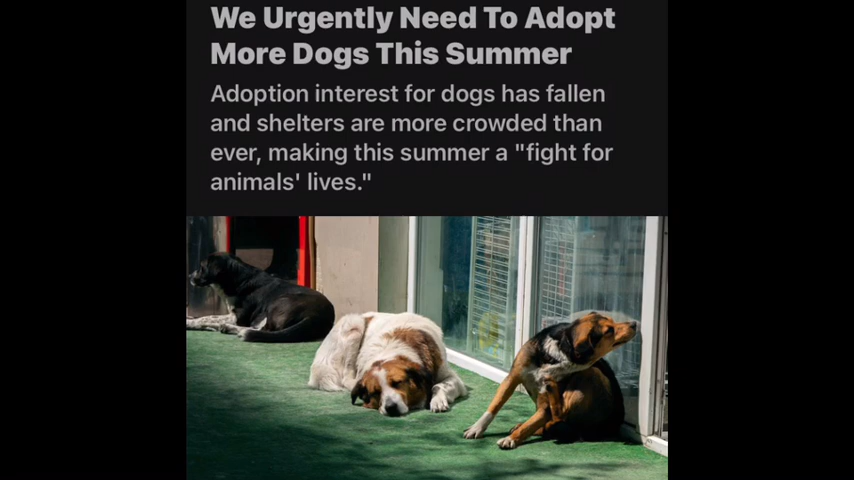 We Urgently Need To Adopt
More Dogs This Summer
Adoption interest for dogs has fallen
and shelters are more crowded than
ever, making this summer a "fight for
animals' lives."